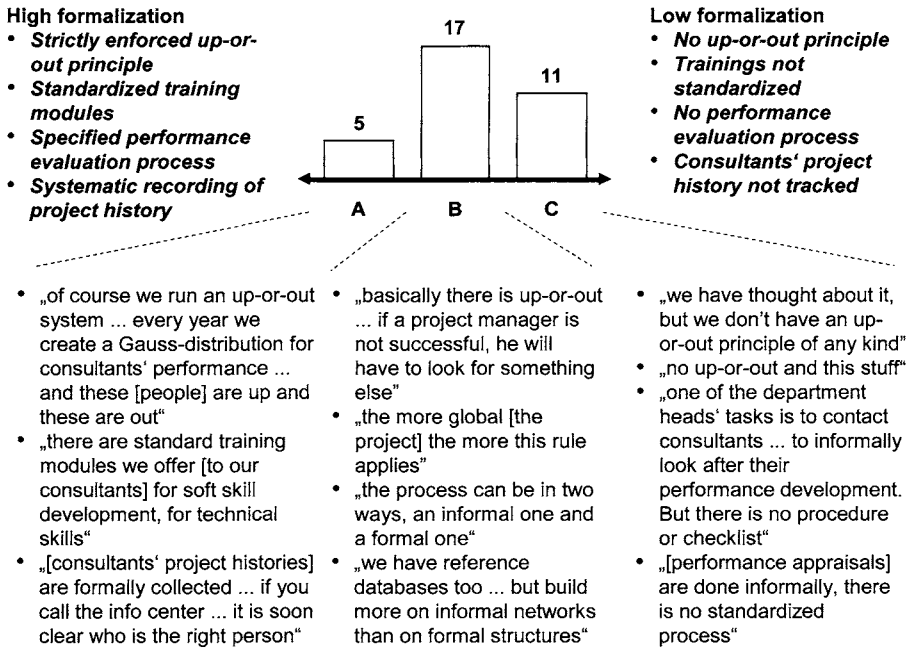 High formalization
• Strictly enforced up-or-
out principle
• Standardized training
modules
• Specified performance
evaluation process
• Systematic recording of
project history
17
11
5
A
B
C
Low formalization
• No up-or-out principle
• Trainings not
standardized
• No performance
evaluation process
• Consultants‘ project
history not tracked
• „of course we run an up-or-out
system ... every year we
create a Gauss-distribution for
consultants‘ performance ...
and these [people] are up and
these are out“
• „there are standard training
modules we offer [to our
consultants] for soft skill
development, for technical
skills“
• „[consultants‘ project histories]
are formally collected ... if you
call the info center ... it is soon
clear who is the right person“
• „basically there is up-or-out
... if a project manager is
not successful, he will
have to look for something
else”
• „the more global [the
project] the more this rule
applies”
• „the process can be in two
ways, an informal one and
a formal one“
• „we have reference
databases too ... but build
more on informal networks
than on formal structures“
• „we have thought about it,
but we don’t have an up-
or-out principle of any kind”
• „no up-or-out and this stuff“
• „one of the department
heads‘ tasks is to contact
consultants ... to informally
look after their
performance development.
But there is no procedure
or checklist“
• „[performance appraisals]
are done informally, there
is no standardized
process“